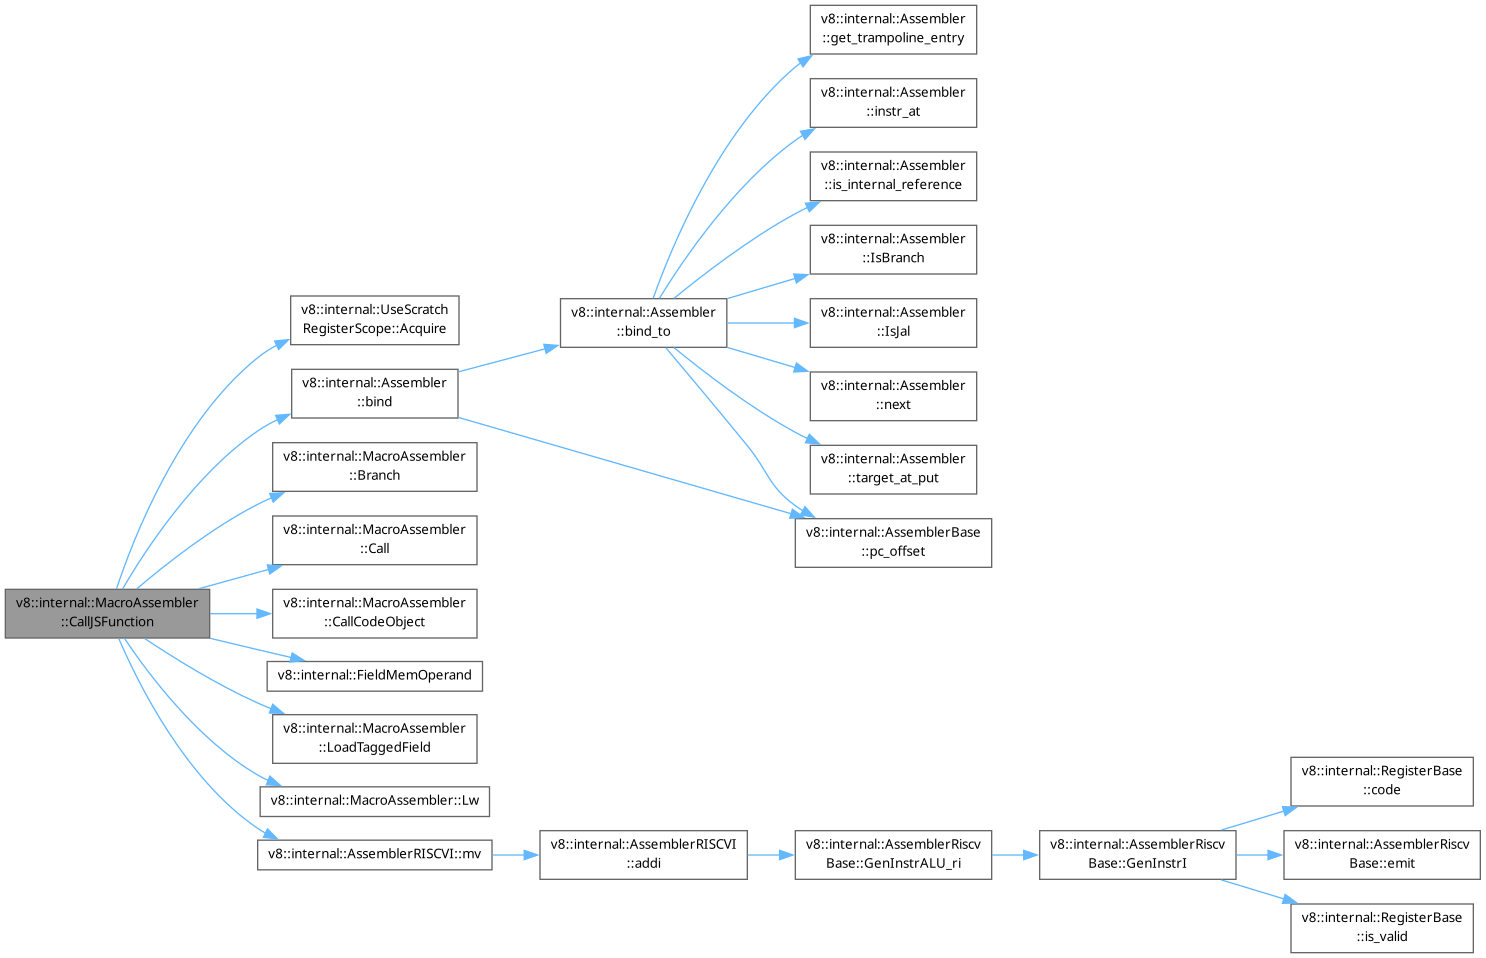 v8::internal::MacroAssembler
::CallJSFunction
v8::internal::UseScratch
RegisterScope::Acquire
v8::internal::Assembler
::bind
v8::internal::Assembler
::bind_to
v8::internal::Assembler
::get_trampoline_entry
v8::internal::Assembler
::instr_at
v8::internal::Assembler
::is_internal_reference
v8::internal::Assembler
::IsBranch
v8::internal::Assembler
::IsJal
v8::internal::Assembler
::next
v8::internal::Assembler
::target_at_put
v8::internal::AssemblerBase
::pc_offset
v8::internal::MacroAssembler
::Branch
v8::internal::MacroAssembler
::Call
v8::internal::MacroAssembler
::CallCodeObject
v8::internal::FieldMemOperand
v8::internal::MacroAssembler
::LoadTaggedField
v8::internal::MacroAssembler::Lw
v8::internal::AssemblerRISCVI::mv
v8::internal::AssemblerRISCVI
::addi
v8::internal::AssemblerRiscv
Base::GenInstrALU_ri
v8::internal::AssemblerRiscv
Base::GenInstrI
v8::internal::RegisterBase
::code
v8::internal::AssemblerRiscv
Base::emit
v8::internal::RegisterBase
::is_valid